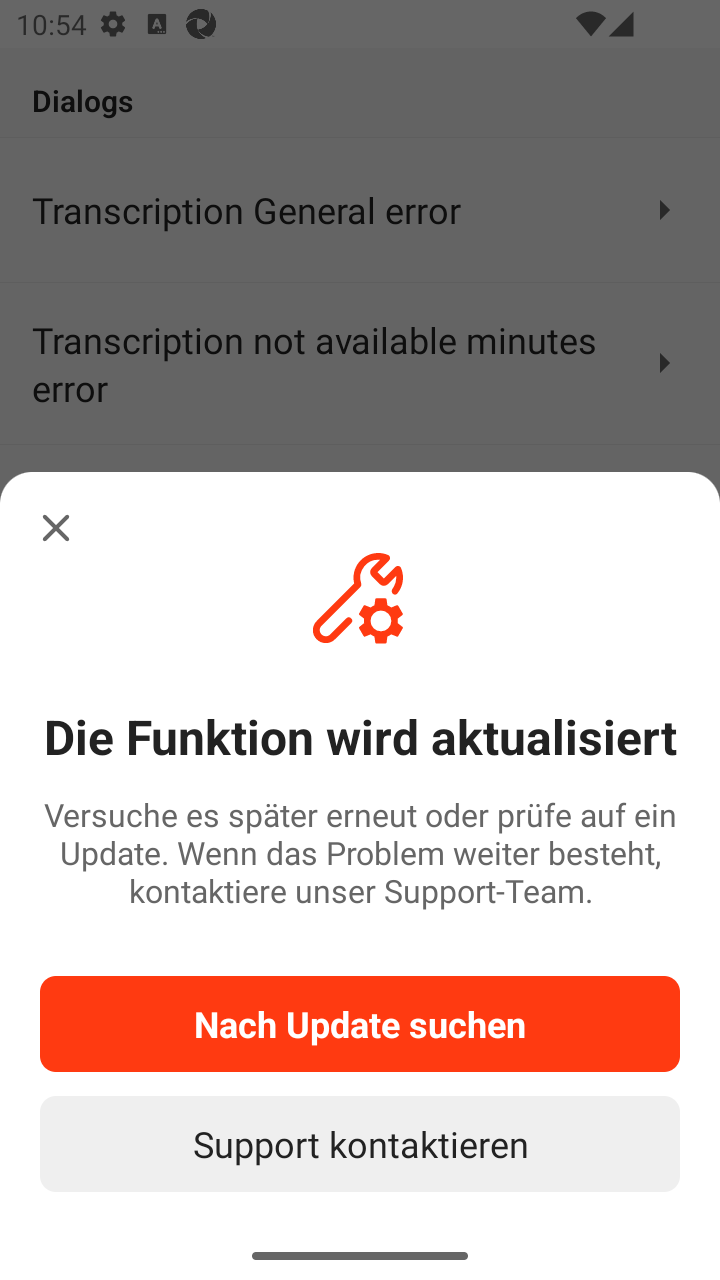 10:54
Dialogs
Transcription General error
Transcription not available minutes
error
Die Funktion wird aktualisiert
Versuche es später erneut oder prüfe auf ein
Update. Wenn das Problem weiter besteht,
kontaktiere unser Support-Team.
Nach Update suchen
Support kontaktieren